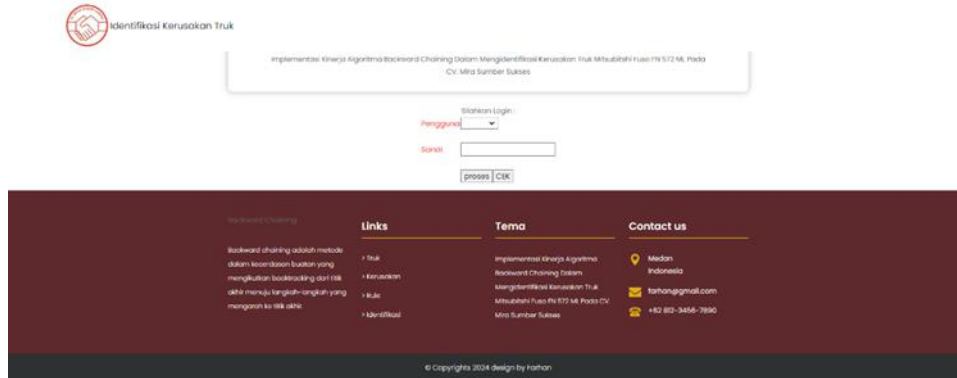 Identifikasi Kerusakan Truk
Implementasi Kinerja Algoritma Backward Chaining Dalam Mengidentifikasi Kerusakan Truk Mitsubitshi Fuso FN 572 ML Pada
CV. Mira Sumber Sukses
Silahkan Login :
Pengguna
Sandi
proses CEK
Backward Chaining
Backward chaining adalah metode
dalam kecerdasan buatan yang
mengikutkan backtracking dari titik
akhir menuju langkah-langkah yang
mengarah ke titik akhir.
Links
> Truk
> Kerusakan
> Rule
> Identifikasi
Tema
Implementasi Kinerja Algoritma
Backward Chaining Dalam
Mengidentifikasi Kerusakan Truk
Mitsubitshi Fuso FN 572 ML Pada CV.
Mira Sumber Sukses
Contact us
Medan
Indonesia
farhan@gmail.com
+62 812-3456-7890
© Copyrights 2024 design by Farhan